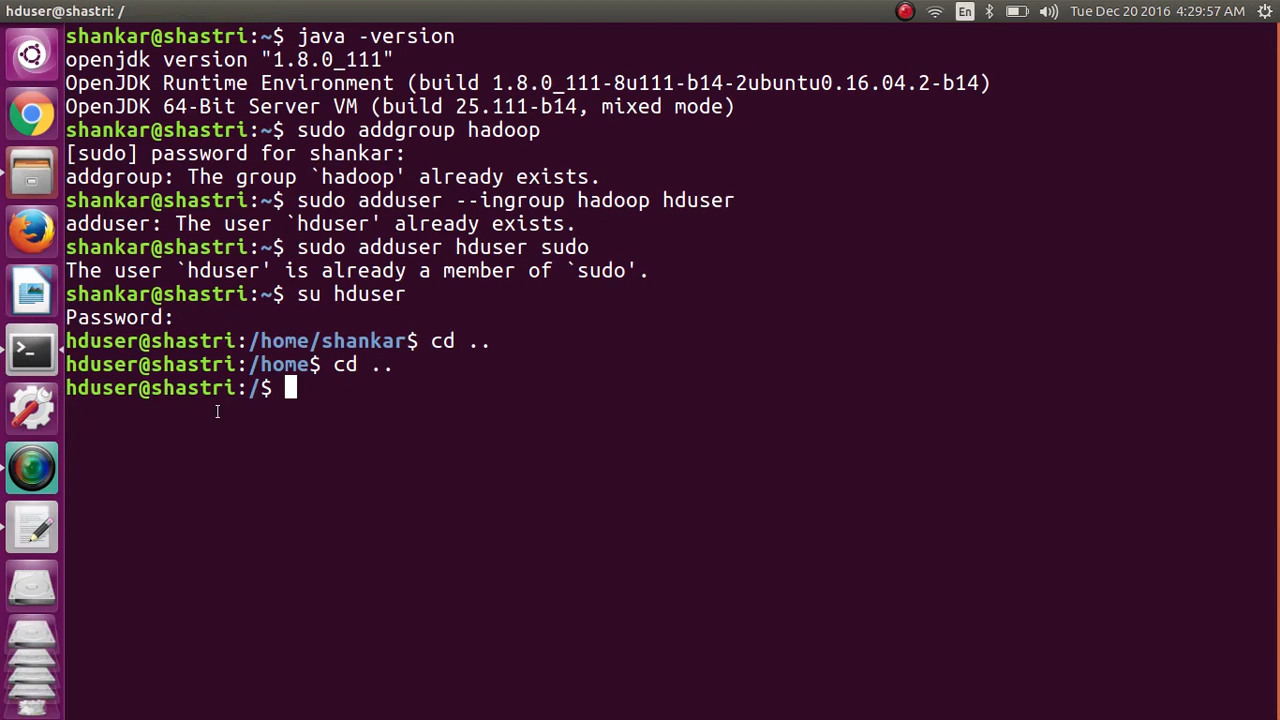 hduser@shastri: /
En
Tue Dec 20 2016 4:29:57 AM
shankar@shastri:~$ java -version
openjdk version "1.8.0_111"
OpenJDK Runtime Environment (build 1.8.0_111-8u111-b14-2ubuntu0.16.04.2-b14)
OpenJDK 64-Bit Server VM (build 25.111-b14, mixed mode)
shankar@shastri:~$ sudo addgroup hadoop
[sudo] password for shankar:
addgroup: The group `hadoop' already exists.
shankar@shastri:~$ sudo adduser --ingroup hadoop hduser
adduser: The user `hduser' already exists.
shankar@shastri:~$ sudo adduser hduser sudo
The user `hduser' is already a member of `sudo'.
shankar@shastri:~$ su hduser
Password:
hduser@shastri:/home/shankar$ cd ..
hduser@shastri:/home$ cd ..
hduser@shastri:/$